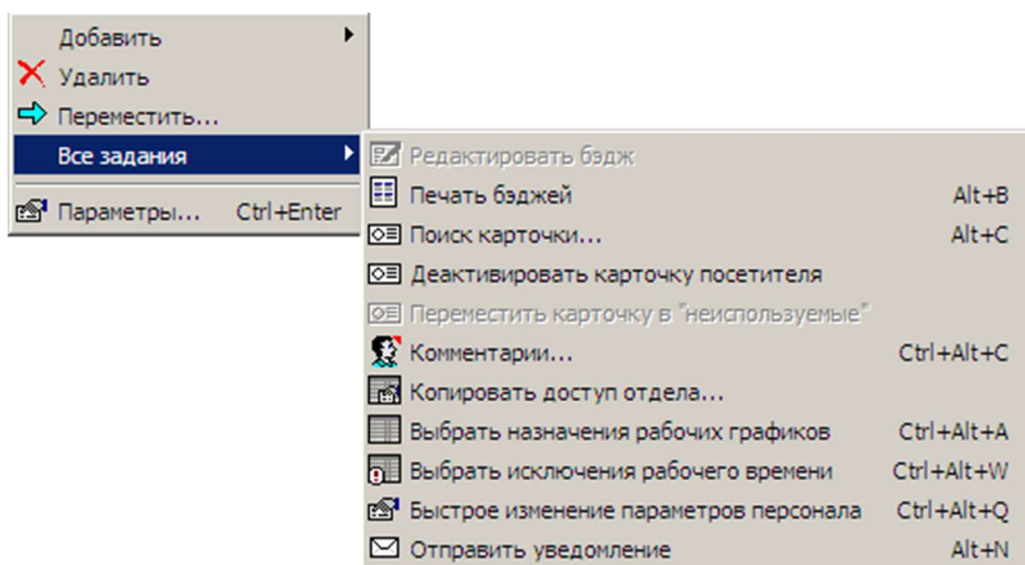 Добавить
Удалить
Переместить...
Все задания
Параметры... Ctrl+Enter
Редактировать бэдж
Печать бэджей Alt+B
Поиск карточки... Alt+C
Деактивировать карточку посетителя
Переместить карточку в "неиспользуемые"
Комментарии... Ctrl+Alt+C
Копировать доступ отдела...
Выбрать назначения рабочих графиков Ctrl+Alt+A
Выбрать исключения рабочего времени Ctrl+Alt+W
Быстрое изменение параметров персонала Ctrl+Alt+Q
Отправить уведомление Alt+N